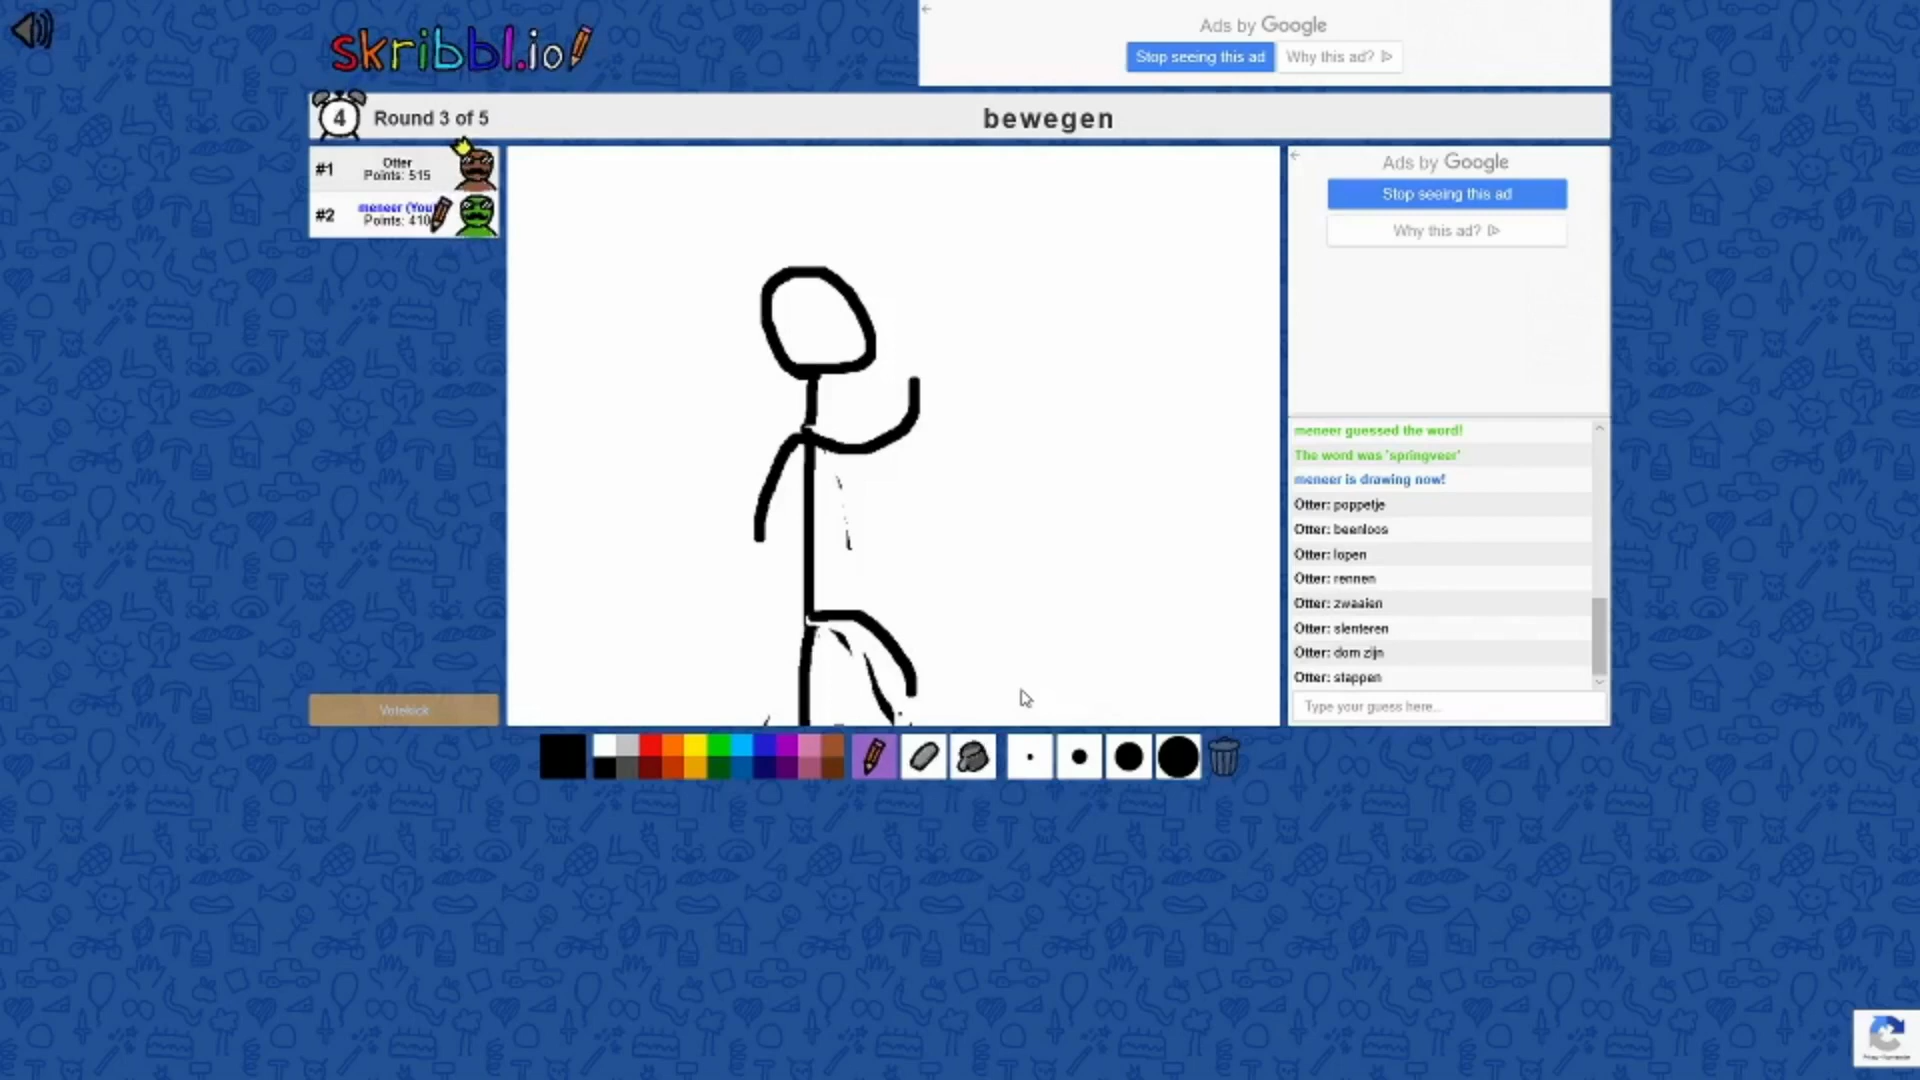 skribbl.io
Ads by Google
Stop seeing this ad
Why this ad?
4
Round 3 of 5
bewegen
#1
Otter
Points: 515
#2
meneer (You)
Points: 410
Ads by Google
Stop seeing this ad
Why this ad?
meneer guessed the word!
The word was 'springveer'
meneer is drawing now!
Otter: poppetje
Otter: beenloos
Otter: lopen
Otter: rennen
Otter: zwaaien
Otter: slenteren
Otter: dom zijn
Otter: stappen
Type your guess here...
Votekick